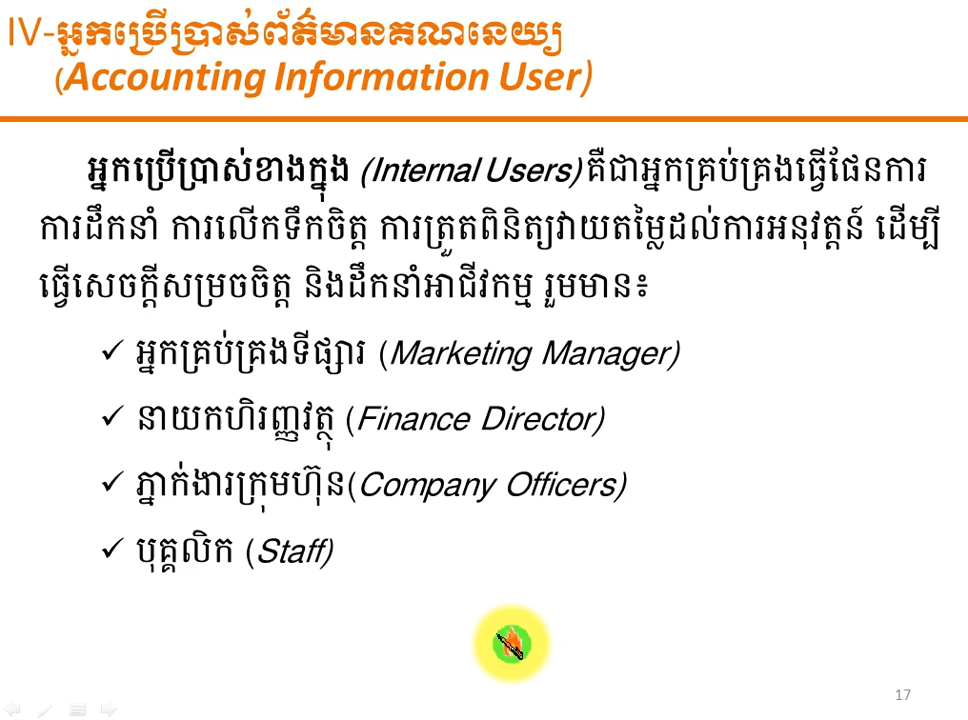 IV-អ្នកប្រើប្រាស់ព័ត៌មានគណនេយ្យ
(Accounting Information User)
អ្នកប្រើប្រាស់ខាងក្នុង (Internal Users) គឺជាអ្នកគ្រប់គ្រងធ្វើផែនការ
ការដឹកនាំ ការលើកទឹកចិត្ត ការត្រួតពិនិត្យវាយតម្លៃដល់ការអនុវត្តន៍ ដើម្បី
ធ្វើសេចក្តីសម្រចចិត្ត និងដឹកនាំអាជីវកម្ម រួមមាន៖
✓ អ្នកគ្រប់គ្រងទីផ្សារ (Marketing Manager)
✓ នាយកហិរញ្ញវត្ថុ (Finance Director)
✓ ភ្នាក់ងារក្រុមហ៊ុន(Company Officers)
✓ បុគ្គលិក (Staff)
17